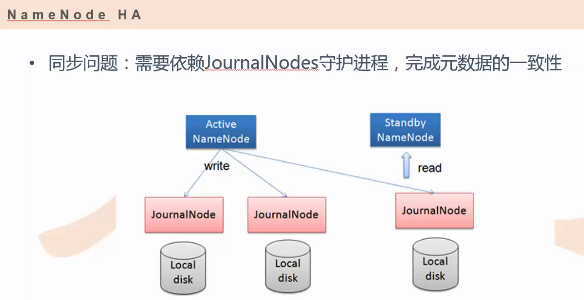 NameNode HA
• 同步问题：需要依赖JournalNodes守护进程，完成元数据的一致性
Active
NameNode
Standby
NameNode
write
read
JournalNode
JournalNode
JournalNode
Local
disk
Local
disk
Local
disk